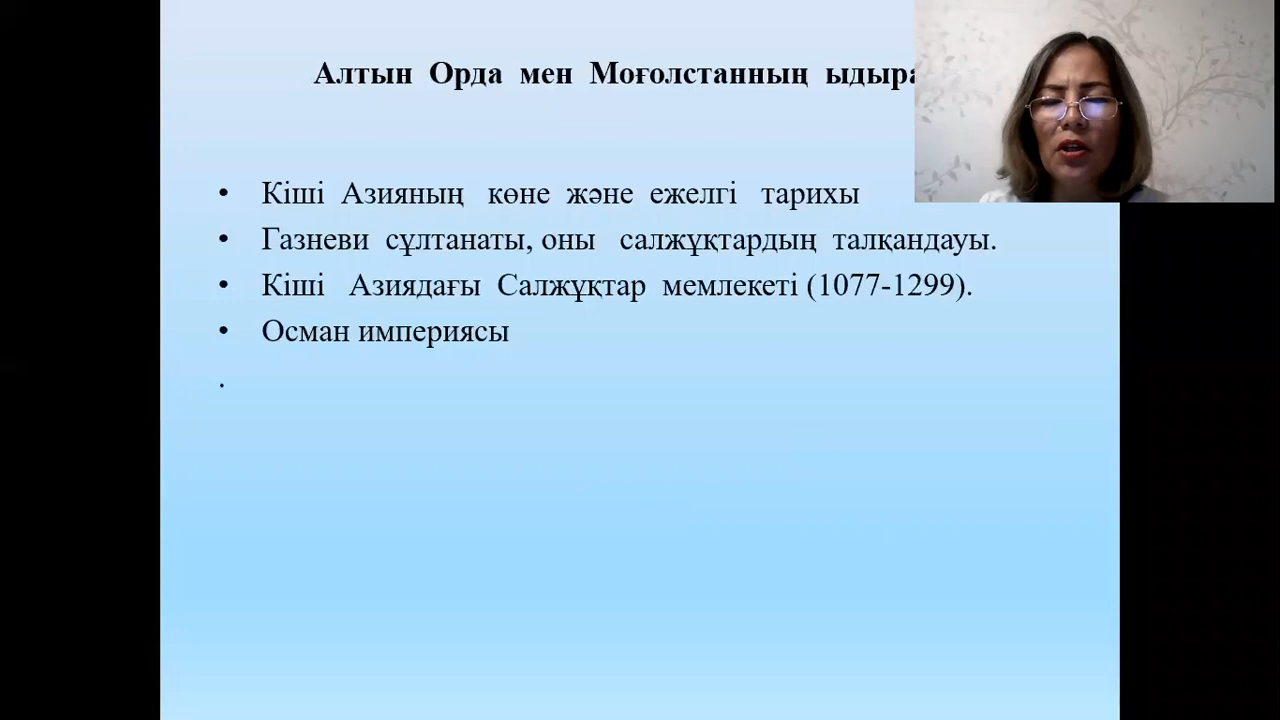 Алтын Орда мен Моғолстанның
• Кіші Азияның көне және ежелгі тарихы
• Газневи сұлтанаты, оны салжұқтардың талқандауы.
• Кіші Азиядағы Салжұқтар мемлекеті (1077-1299).
• Осман империясы
.